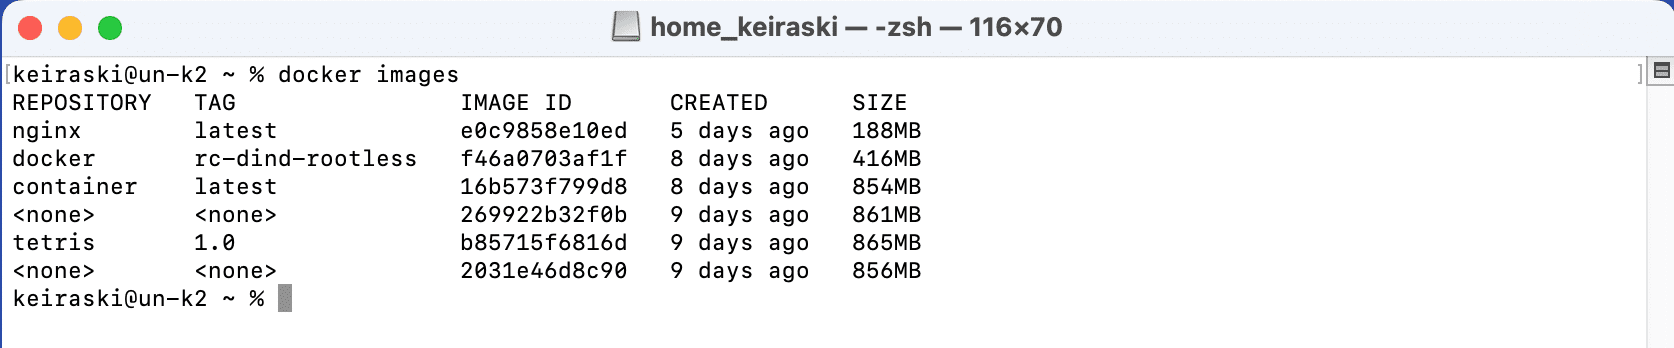 home_keiraski — -zsh — 116×70
[keiraski@un-k2 ~ % docker images ]
REPOSITORY TAG IMAGE ID CREATED SIZE
nginx latest e0c9858e10ed 5 days ago 188MB
docker rc-dind-rootless f46a0703af1f 8 days ago 416MB
container latest 16b573f799d8 8 days ago 854MB
<none> <none> 269922b32f0b 9 days ago 861MB
tetris 1.0 b85715f6816d 9 days ago 865MB
<none> <none> 2031e46d8c90 9 days ago 856MB
keiraski@un-k2 ~ %